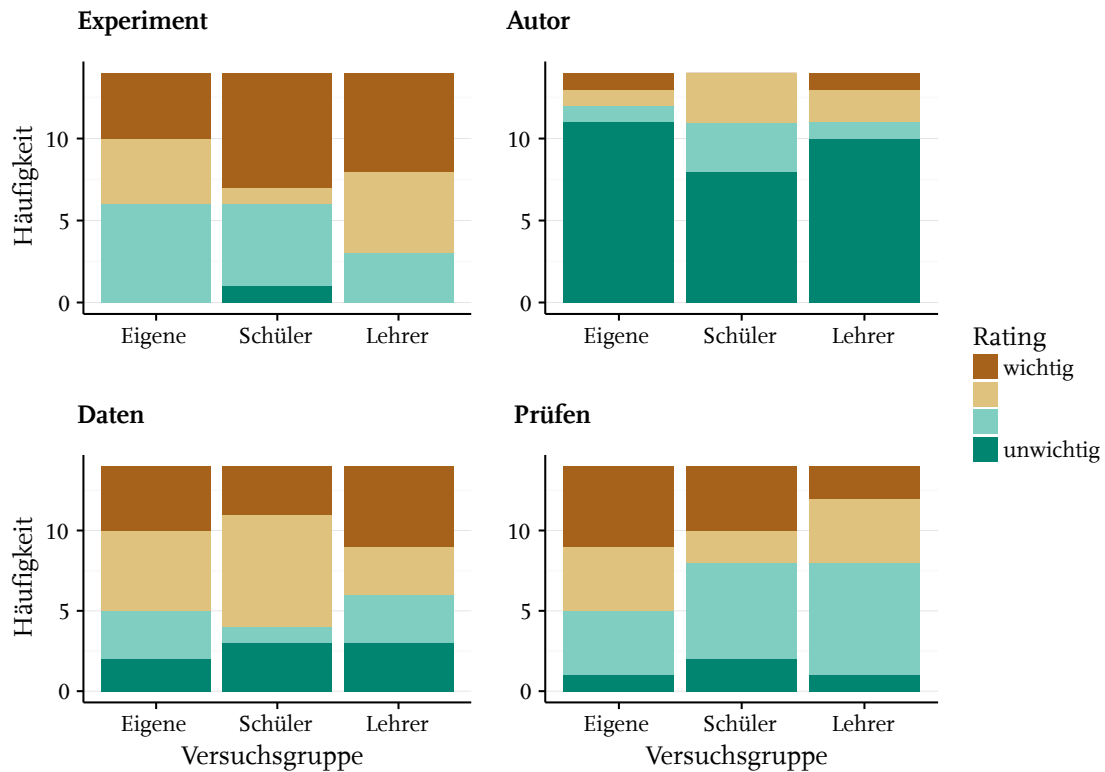 Experiment
Autor
Häufigkeit
10
5
0
Eigene Schüler Lehrer
10
5
0
Eigene Schüler Lehrer
Rating
wichtig
unwichtig
Daten
Prüfen
Häufigkeit
10
5
0
Eigene Schüler Lehrer
Versuchsgruppe
10
5
0
Eigene Schüler Lehrer
Versuchsgruppe